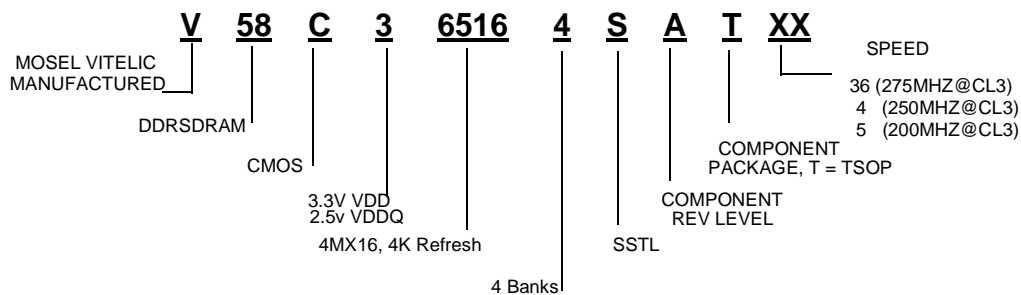 V 58 C 3 6516 4 S A T XX
MOSEL VITELIC
MANUFACTURED
SPEED
36 (275MHZ@CL3)
4 (250MHZ@CL3)
5 (200MHZ@CL3)
DDRSDRAM
COMPONENT
PACKAGE, T = TSOP
CMOS
3.3V VDD
2.5v VDDQ
COMPONENT
REV LEVEL
4MX16, 4K Refresh
SSTL
4 Banks